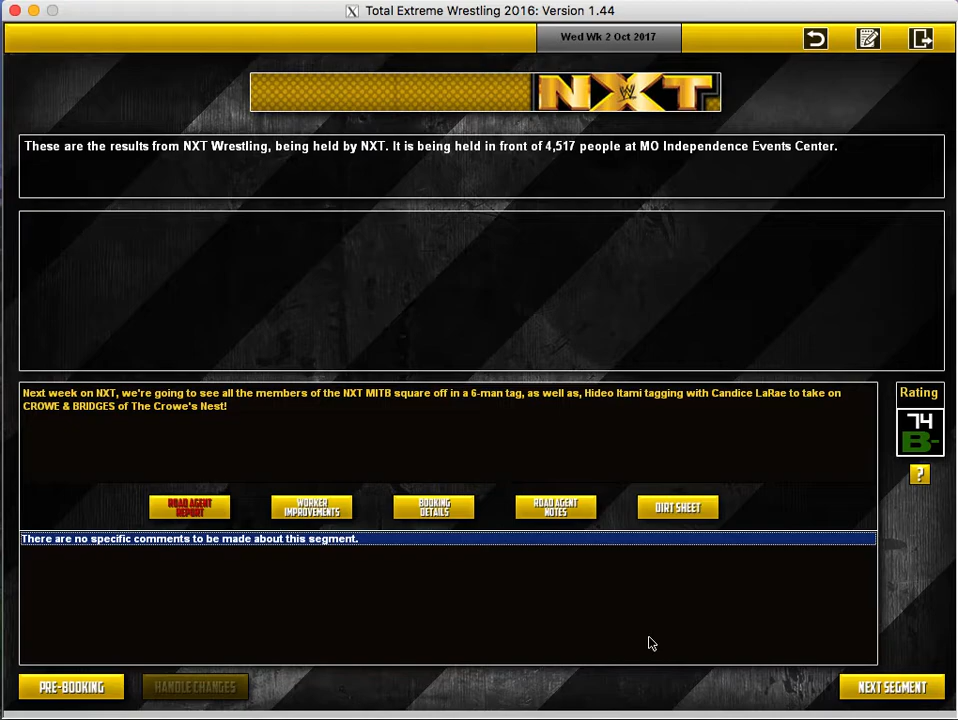 X Total Extreme Wrestling 2016: Version 1.44
Wed Wk 2 Oct 2017
NXT
These are the results from NXT Wrestling, being held by NXT. It is being held in front of 4,517 people at MO Independence Events Center.
Next week on NXT, we're going to see all the members of the NXT MITB square off in a 6-man tag, as well as, Hideo Itami tagging with Candice LaRae to take on
CROWE & BRIDGES of The Crowe's Nest!
Rating
74
B-
?
ROAD AGENT
REPORT
WORKER
IMPROVEMENTS
BOOKING
DETAILS
ROAD AGENT
NOTES
DIRT SHEET
There are no specific comments to be made about this segment.
PRE-BOOKING
HANDLE CHANGES
NEXT SEGMENT